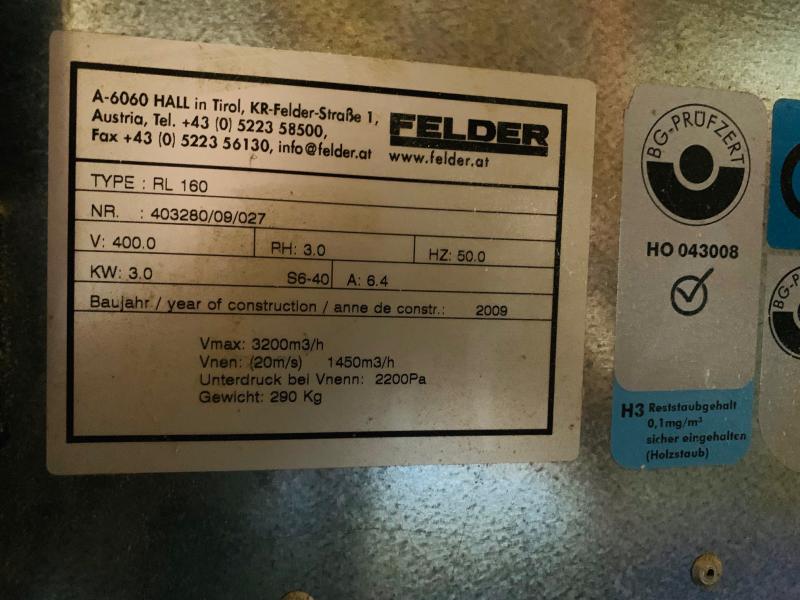 A-6060 HALL in Tirol, KR-Felder-Straße 1,
Austria, Tel. +43 (0) 5223 58500,
Fax +43 (0) 5223 56130, info@felder.at
FELDER
www.felder.at
TYPE : RL 160
NR. : 403280/09/027
V: 400.0 PH: 3.0 HZ: 50.0
KW: 3.0 S6-40 A: 6.4
Baujahr / year of construction / anne de constr.: 2009
Vmax: 3200m3/h
Vnen: (20m/s) 1450m3/h
Unterdruck bei Vnenn: 2200Pa
Gewicht: 290 Kg
BG-PRÜFZERT
HO 043008
H3 Reststaubgehalt
0,1mg/m³
sicher eingehalten
(Holzstaub)
BG-P